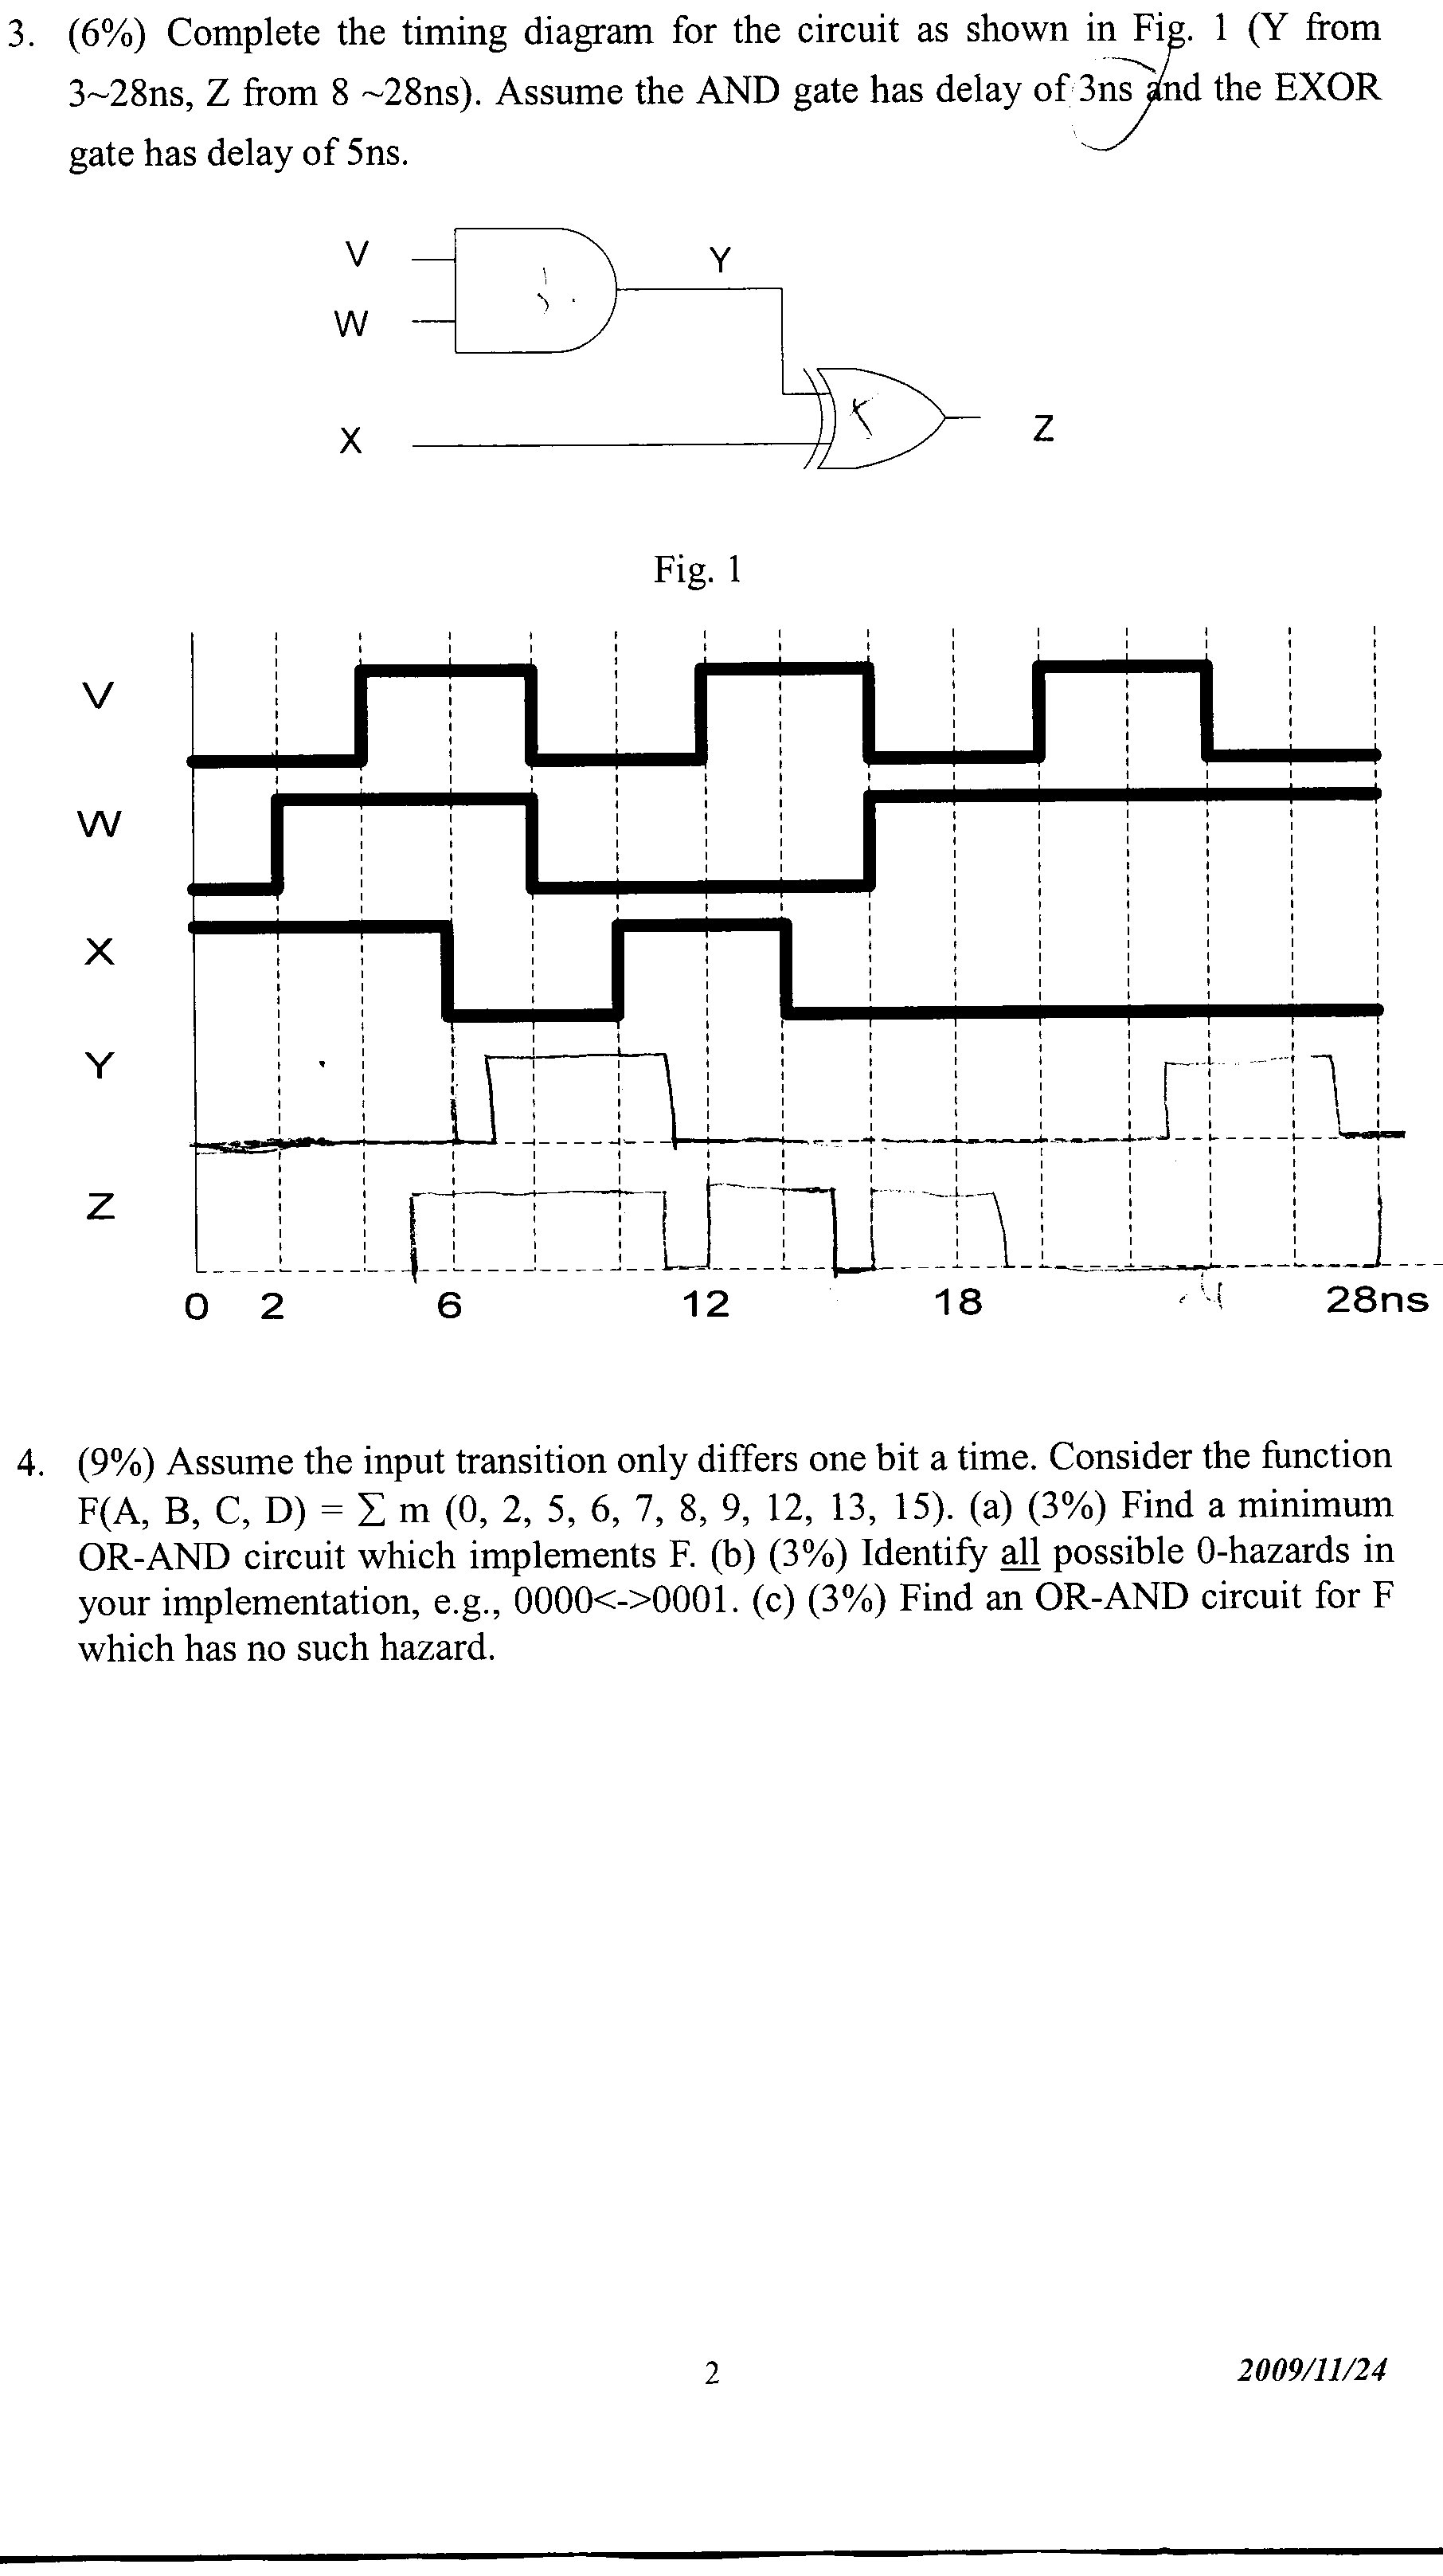 3. (6%) Complete the timing diagram for the circuit as shown in Fig. 1 (Y from
3~28ns, Z from 8 ~28ns). Assume the AND gate has delay of 3ns and the EXOR
gate has delay of 5ns.
V
Y
W
X
Z
Fig. 1
V
W
X
Y
Z
0 2 6 12 18 24 28ns
4. (9%) Assume the input transition only differs one bit a time. Consider the function
F(A, B, C, D) = ∑ m (0, 2, 5, 6, 7, 8, 9, 12, 13, 15). (a) (3%) Find a minimum
OR-AND circuit which implements F. (b) (3%) Identify all possible 0-hazards in
your implementation, e.g., 0000<->0001. (c) (3%) Find an OR-AND circuit for F
which has no such hazard.
2
2009/11/24